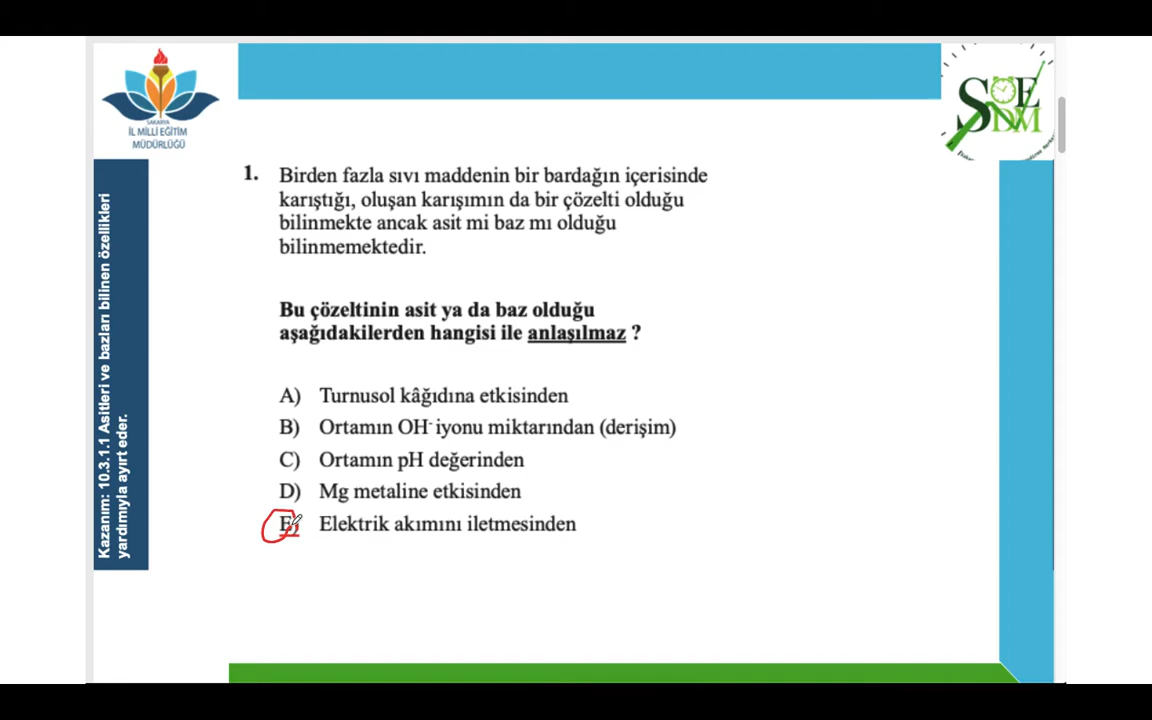 SAKARYA
İL MİLLİ EĞİTİM
MÜDÜRLÜĞÜ
SOE
DM
Kazanım: 10.3.1.1 Asitleri ve bazları bilinen özellikleri
yardımıyla ayırt eder.
1. Birden fazla sıvı maddenin bir bardağın içerisinde
karıştığı, oluşan karışımın da bir çözelti olduğu
bilinmekte ancak asit mi baz mı olduğu
bilinmemektedir.
Bu çözeltinin asit ya da baz olduğu
aşağıdakilerden hangisi ile anlaşılmaz ?
A) Turnusol kâğıdına etkisinden
B) Ortamın OH⁻ iyonu miktarından (derişim)
C) Ortamın pH değerinden
D) Mg metaline etkisinden
E) Elektrik akımını iletmesinden